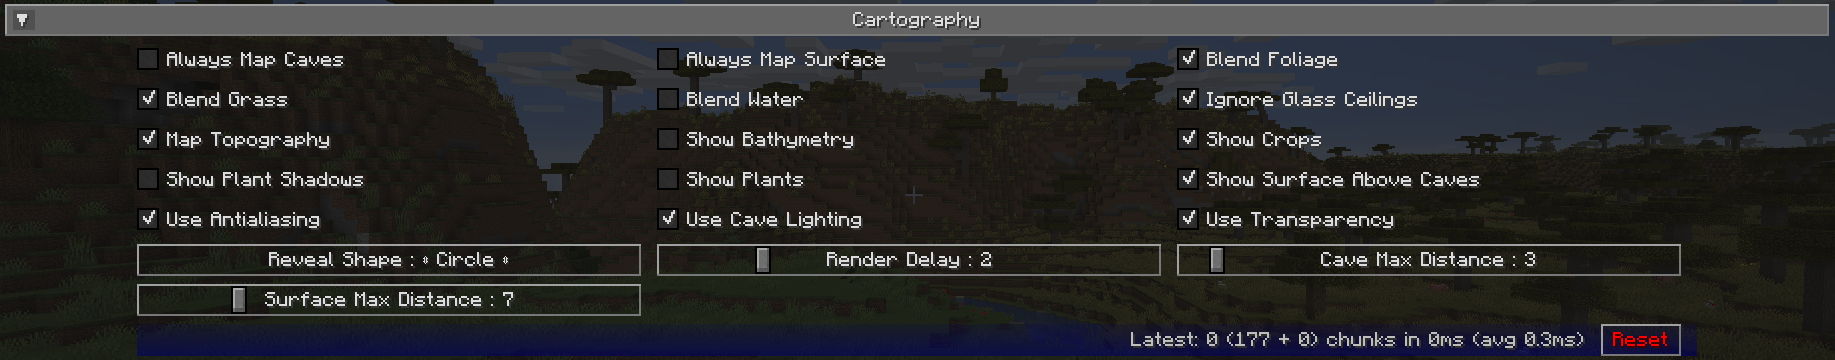 Cartography
Always Map Caves
Always Map Surface
Blend Foliage
Blend Grass
Blend Water
Ignore Glass Ceilings
Map Topography
Show Bathymetry
Show Crops
Show Plant Shadows
Show Plants
Show Surface Above Caves
Use Antialiasing
Use Cave Lighting
Use Transparency
Reveal Shape : Circle
Render Delay : 2
Cave Max Distance : 3
Surface Max Distance : 7
Latest: 0 (177 + 0) chunks in 0ms (avg 0.3ms)
Reset